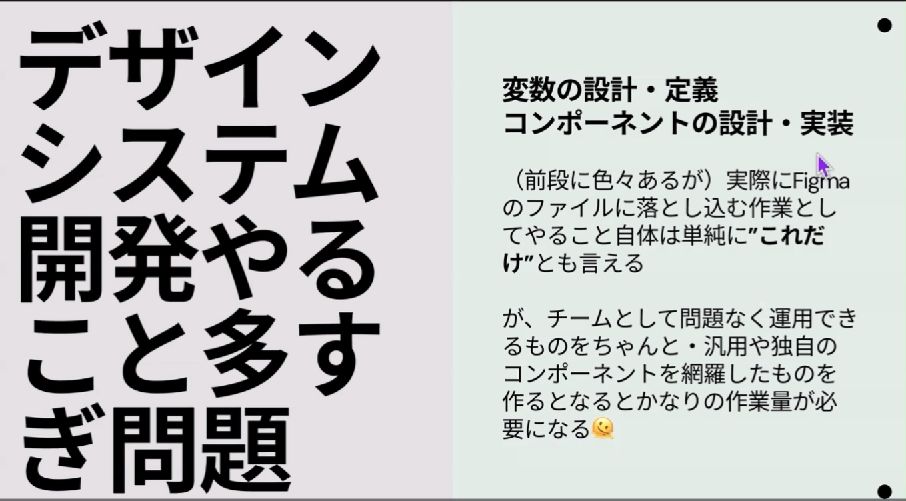 デザイン
システム
開発やる
こと多す
ぎ問題
変数の設計・定義
コンポーネントの設計・実装
（前段に色々あるが）実際にFigma
のファイルに落とし込む作業とし
てやること自体は単純に”これだ
け”とも言える
が、チームとして問題なく運用でき
るものをちゃんと・汎用や独自の
コンポーネントを網羅したものを
作るとなるとかなりの作業量が必
要になる🫠